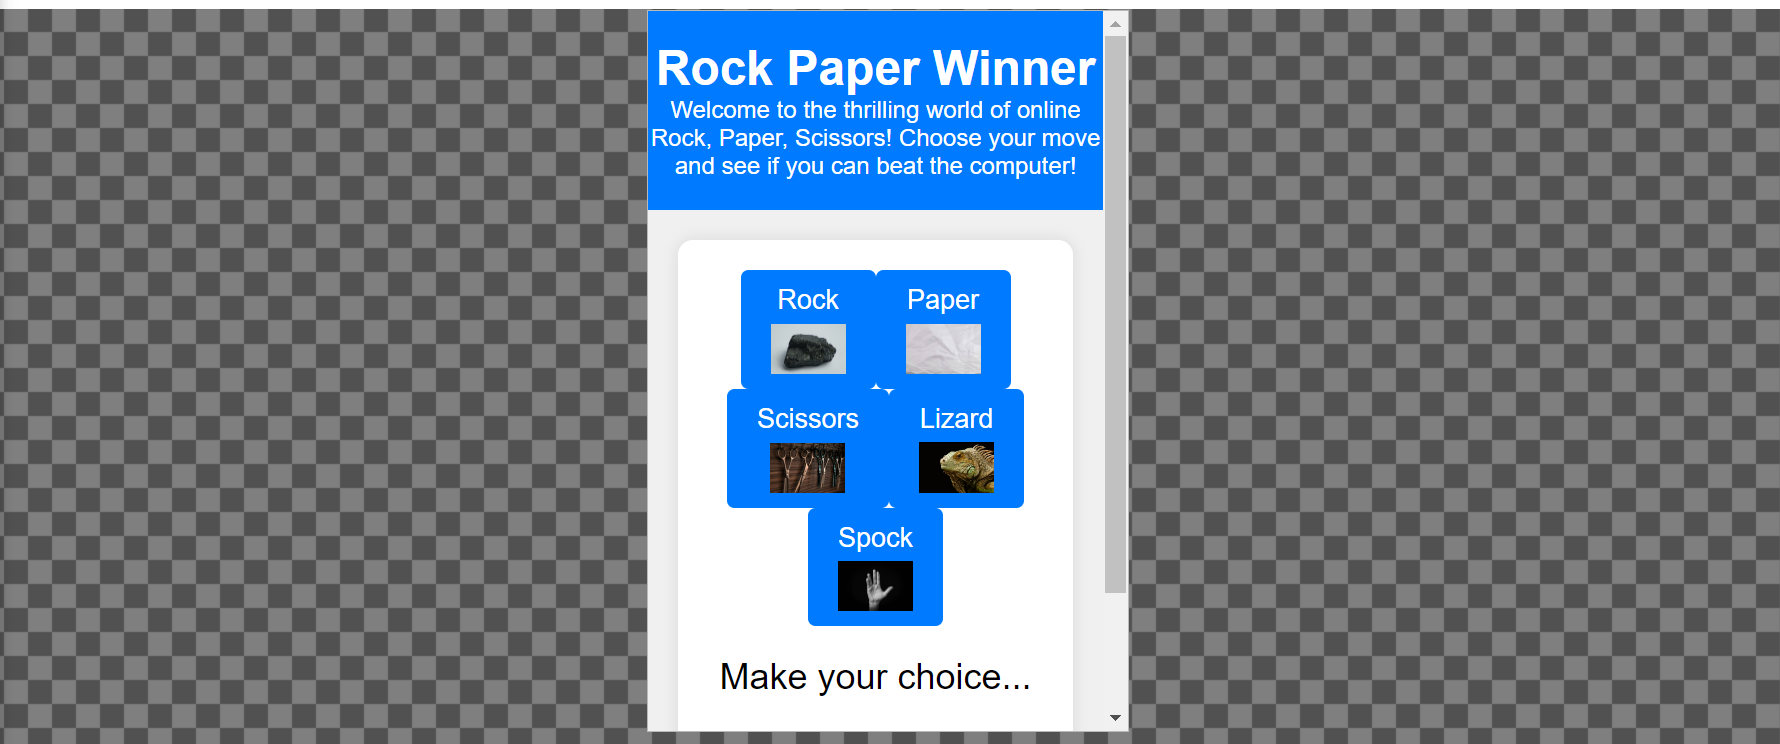 Rock Paper Winner
Welcome to the thrilling world of online
Rock, Paper, Scissors! Choose your move
and see if you can beat the computer!
Rock
Paper
Scissors
Lizard
Spock
Make your choice...